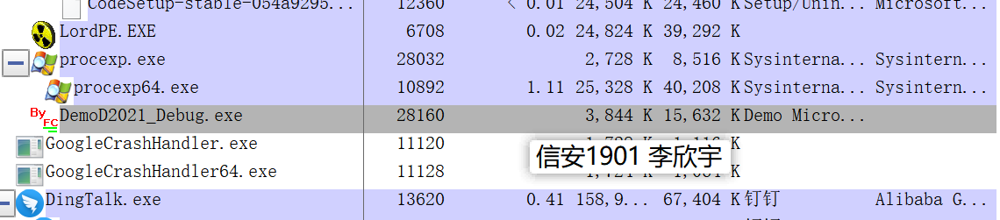 CodeSetup-stable-054a9295... 12360 < 0.01 24,504 K 24,460 K Setup/Unin... Microsoft...
LordPE.EXE 6708 0.02 24,824 K 39,292 K
procexp.exe 28032 2,728 K 8,516 K Sysinterna... Sysintern...
procexp64.exe 10892 1.11 25,328 K 40,208 K Sysinterna... Sysintern...
By FC DemoD2021_Debug.exe 28160 3,844 K 15,632 K Demo Micro...
GoogleCrashHandler.exe 11120 K
信安1901 李欣宇
GoogleCrashHandler64.exe 11128 K
DingTalk.exe 13620 0.41 158,9... 67,404 K 钉钉 Alibaba G...